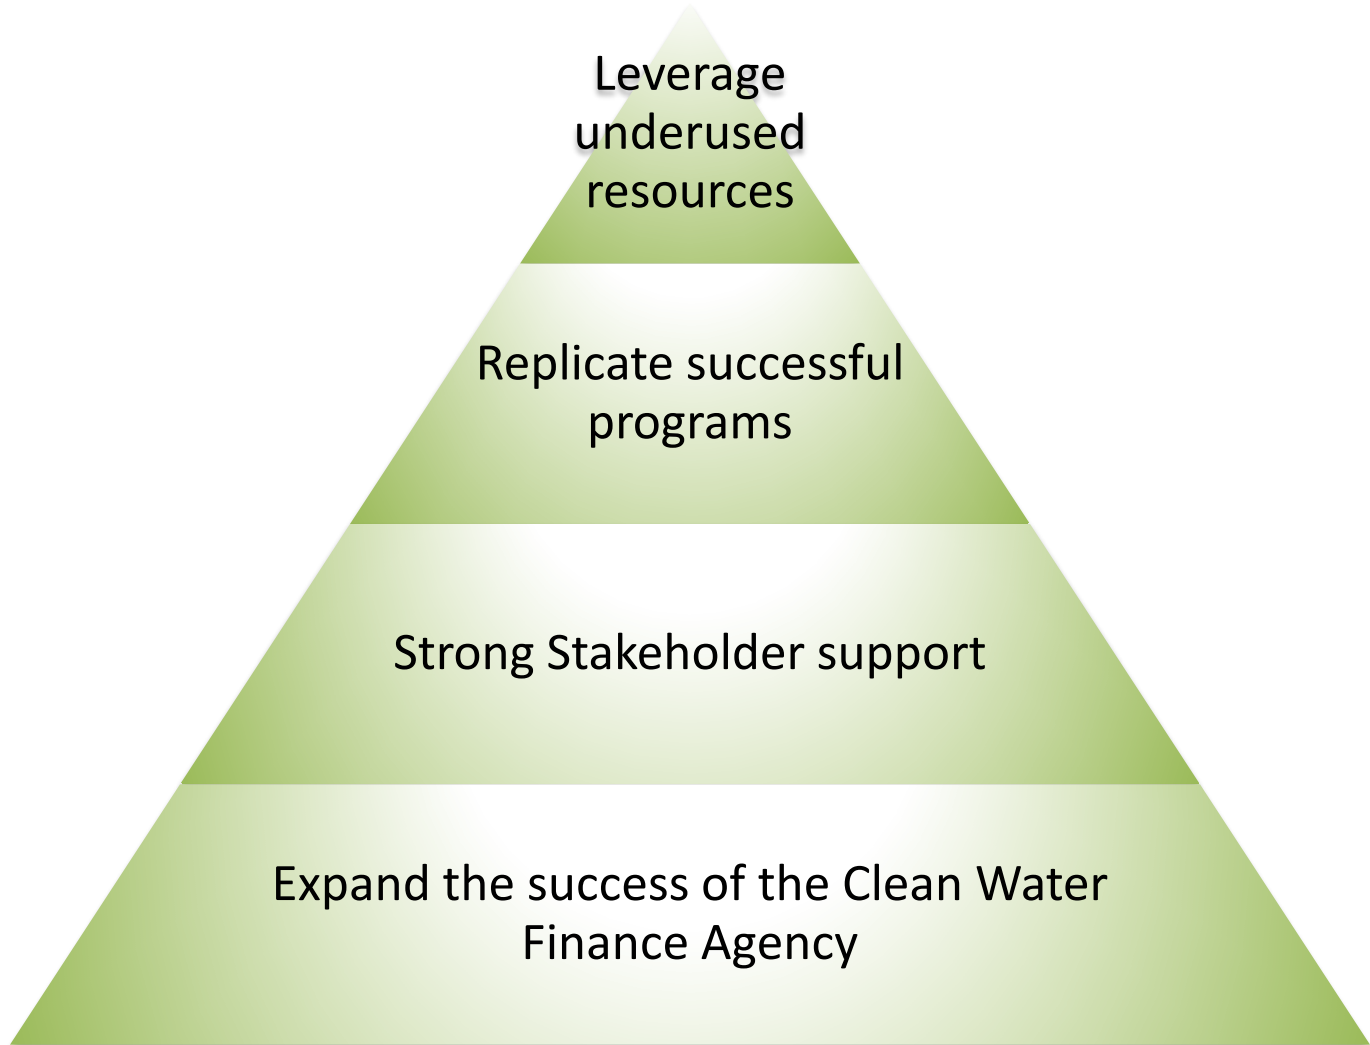 Leverage
underused
resources
Replicate successful
programs
Strong Stakeholder support
Expand the success of the Clean Water
Finance Agency